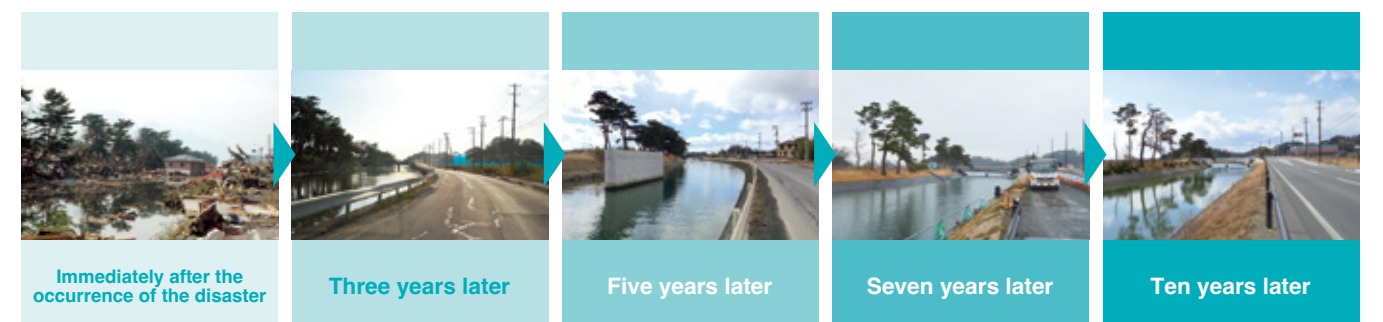 Immediately after the
occurrence of the disaster
Three years later
Five years later
Seven years later
Ten years later